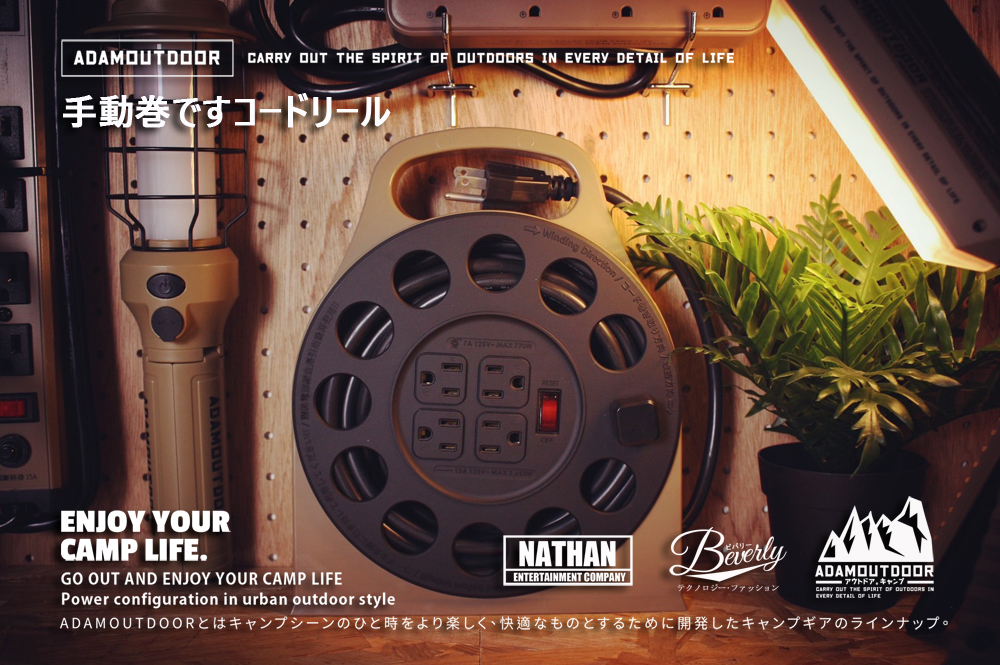 ADAMOUTDOOR
CARRY OUT THE SPIRIT OF OUTDOORS IN EVERY DETAIL OF LIFE
手動巻ですコードリール
Winding Direction /
RESET
ENJOY YOUR
CAMP LIFE.
GO OUT AND ENJOY YOUR CAMP LIFE
Power configuration in urban outdoor style
ADAMOUTDOORとはキャンプシーンのひと時をより楽しく、快適なものとするために開発したキャンプギアのラインナップ。
NATHAN
ENTERTAINMENT COMPANY
ビバリー
Beverly
テクノロジー・ファッション
ADAMOUTDOOR
アウトドア。キャンプ
CARRY OUT THE SPIRIT OF OUTDOORS IN
EVERY DETAIL OF LIFE